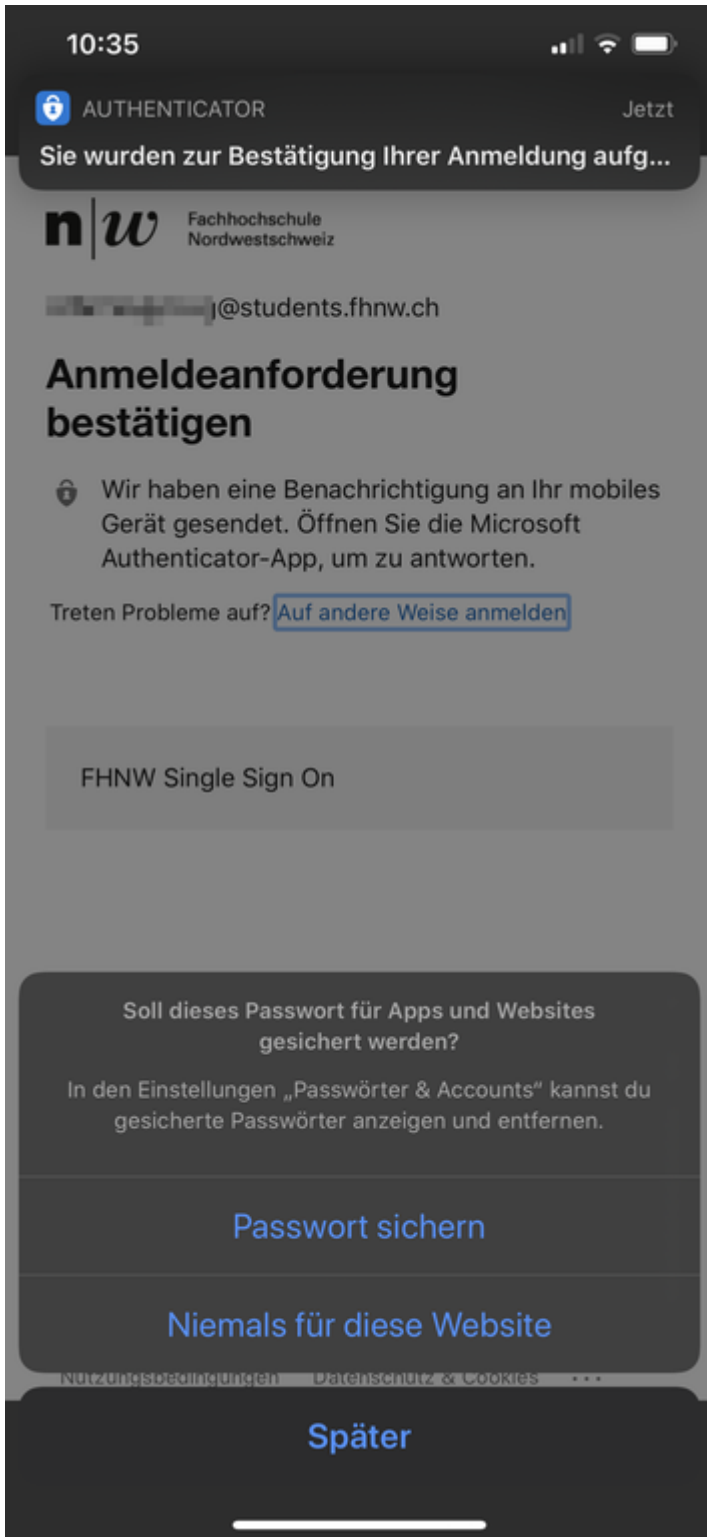 10:35
AUTHENTICATOR
Jetzt
Sie wurden zur Bestätigung Ihrer Anmeldung aufg...
n|w
Fachhochschule
Nordwestschweiz
@students.fhnw.ch
Anmeldeanforderung
bestätigen
Wir haben eine Benachrichtigung an Ihr mobiles
Gerät gesendet. Öffnen Sie die Microsoft
Authenticator-App, um zu antworten.
Treten Probleme auf? Auf andere Weise anmelden
FHNW Single Sign On
Soll dieses Passwort für Apps und Websites
gesichert werden?
In den Einstellungen „Passwörter & Accounts“ kannst du
gesicherte Passwörter anzeigen und entfernen.
Passwort sichern
Niemals für diese Website
Nutzungsbedingungen Datenschutz & Cookies ...
Später